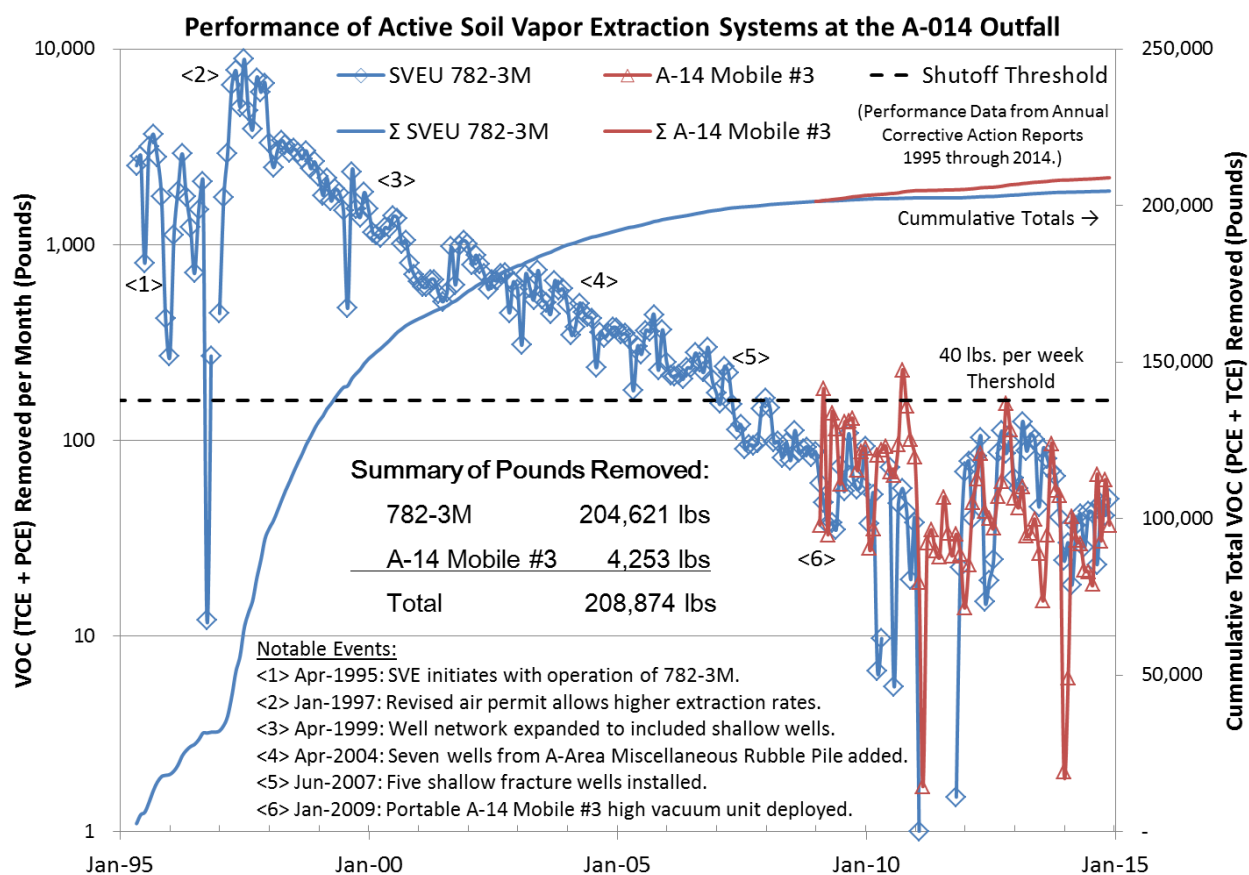 Performance of Active Soil Vapor Extraction Systems at the A-014 Outfall
10,000
1,000
100
10
1
VOC (TCE + PCE) Removed per Month (Pounds)
250,000
200,000
150,000
100,000
50,000
-
Cumulative Total VOC (PCE + TCE) Removed (Pounds)
SVEU 782-3M
A-14 Mobile #3
Shutoff Threshold
Σ SVEU 782-3M
Σ A-14 Mobile #3
(Performance Data from Annual
Corrective Action Reports
1995 through 2014.)
<2>
<3>
Cummulative Totals →
<1>
<4>
<5>
40 lbs. per week
Thershold
<6>
Summary of Pounds Removed:
782-3M 204,621 lbs
A-14 Mobile #3 4,253 lbs
Total 208,874 lbs
Notable Events:
<1> Apr-1995: SVE initiates with operation of 782-3M.
<2> Jan-1997: Revised air permit allows higher extraction rates.
<3> Apr-1999: Well network expanded to included shallow wells.
<4> Apr-2004: Seven wells from A-Area Miscellaneous Rubble Pile added.
<5> Jun-2007: Five shallow fracture wells installed.
<6> Jan-2009: Portable A-14 Mobile #3 high vacuum unit deployed.
Jan-95 Jan-00 Jan-05 Jan-10 Jan-15